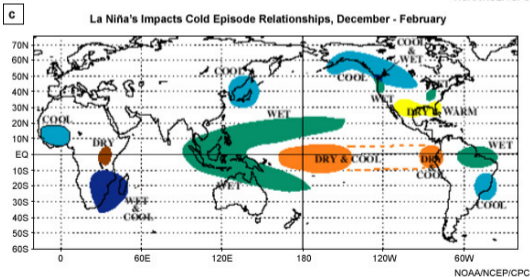 c
La Niña's Impacts Cold Episode Relationships, December - February
70N
60N
50N
40N
30N
20N
10N
EQ
10S
20S
30S
40S
50S
60S
0
60E
120E
180
120W
60W
COOL
DRY
WET
&
COOL
COOL
WET
WET
DRY & COOL
COOL
COOL
&
WET
WET
WET
DRY & WARM
DRY
&
COOL
WET
COOL
NOAA/NCEP/CPC